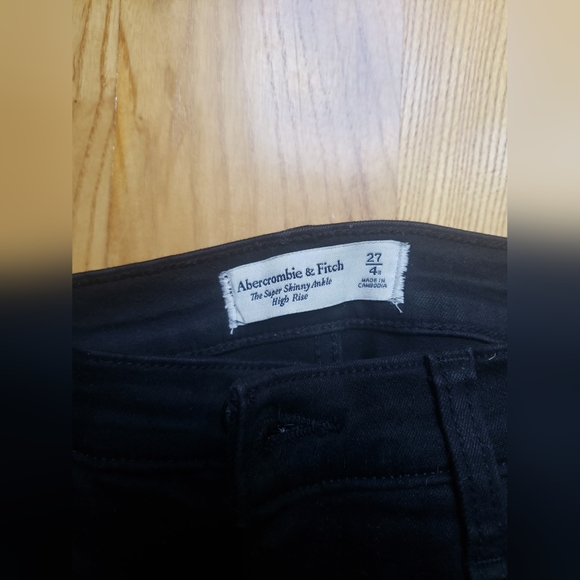 Abercrombie & Fitch
The Super Skinny Ankle
High Rise
27
4R
MADE IN
CAMBODIA